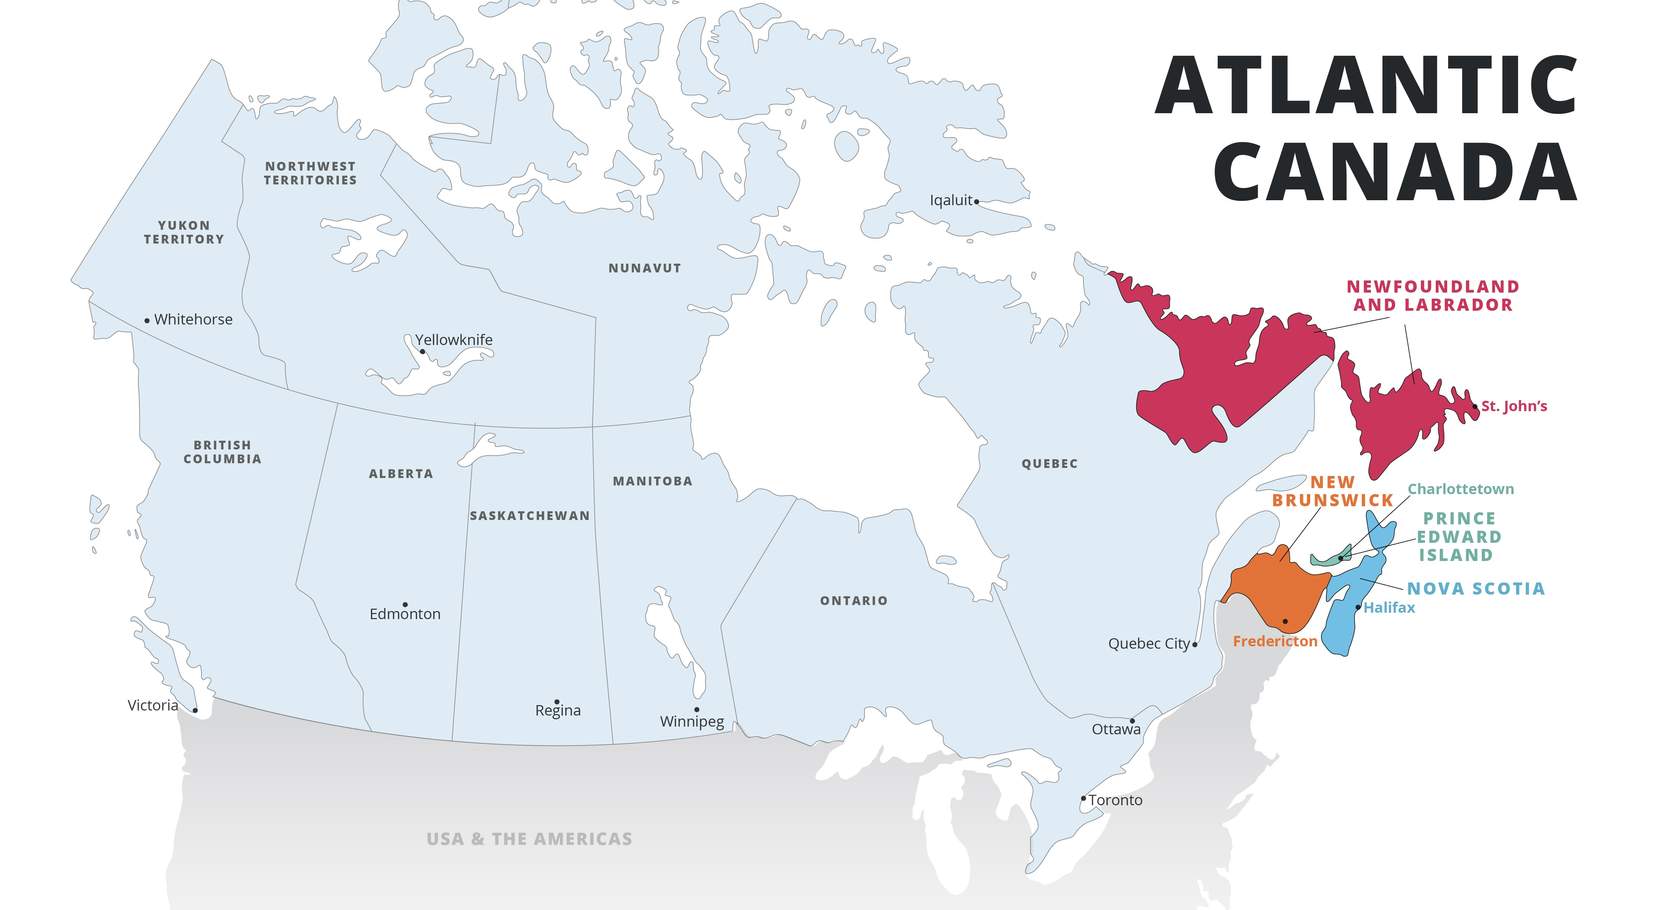 ATLANTIC
CANADA
NORTHWEST
TERRITORIES
YUKON
TERRITORY
Iqaluit
NUNAVUT
NEWFOUNDLAND
AND LABRADOR
Whitehorse
Yellowknife
St. John's
BRITISH
COLUMBIA
ALBERTA
QUEBEC
MANITOBA
NEW
BRUNSWICK
Charlottetown
SASKATCHEWAN
PRINCE
EDWARD
ISLAND
NOVA SCOTIA
ONTARIO
Halifax
Edmonton
Fredericton
Quebec City
Victoria
Regina
Winnipeg
Ottawa
Toronto
USA & THE AMERICAS